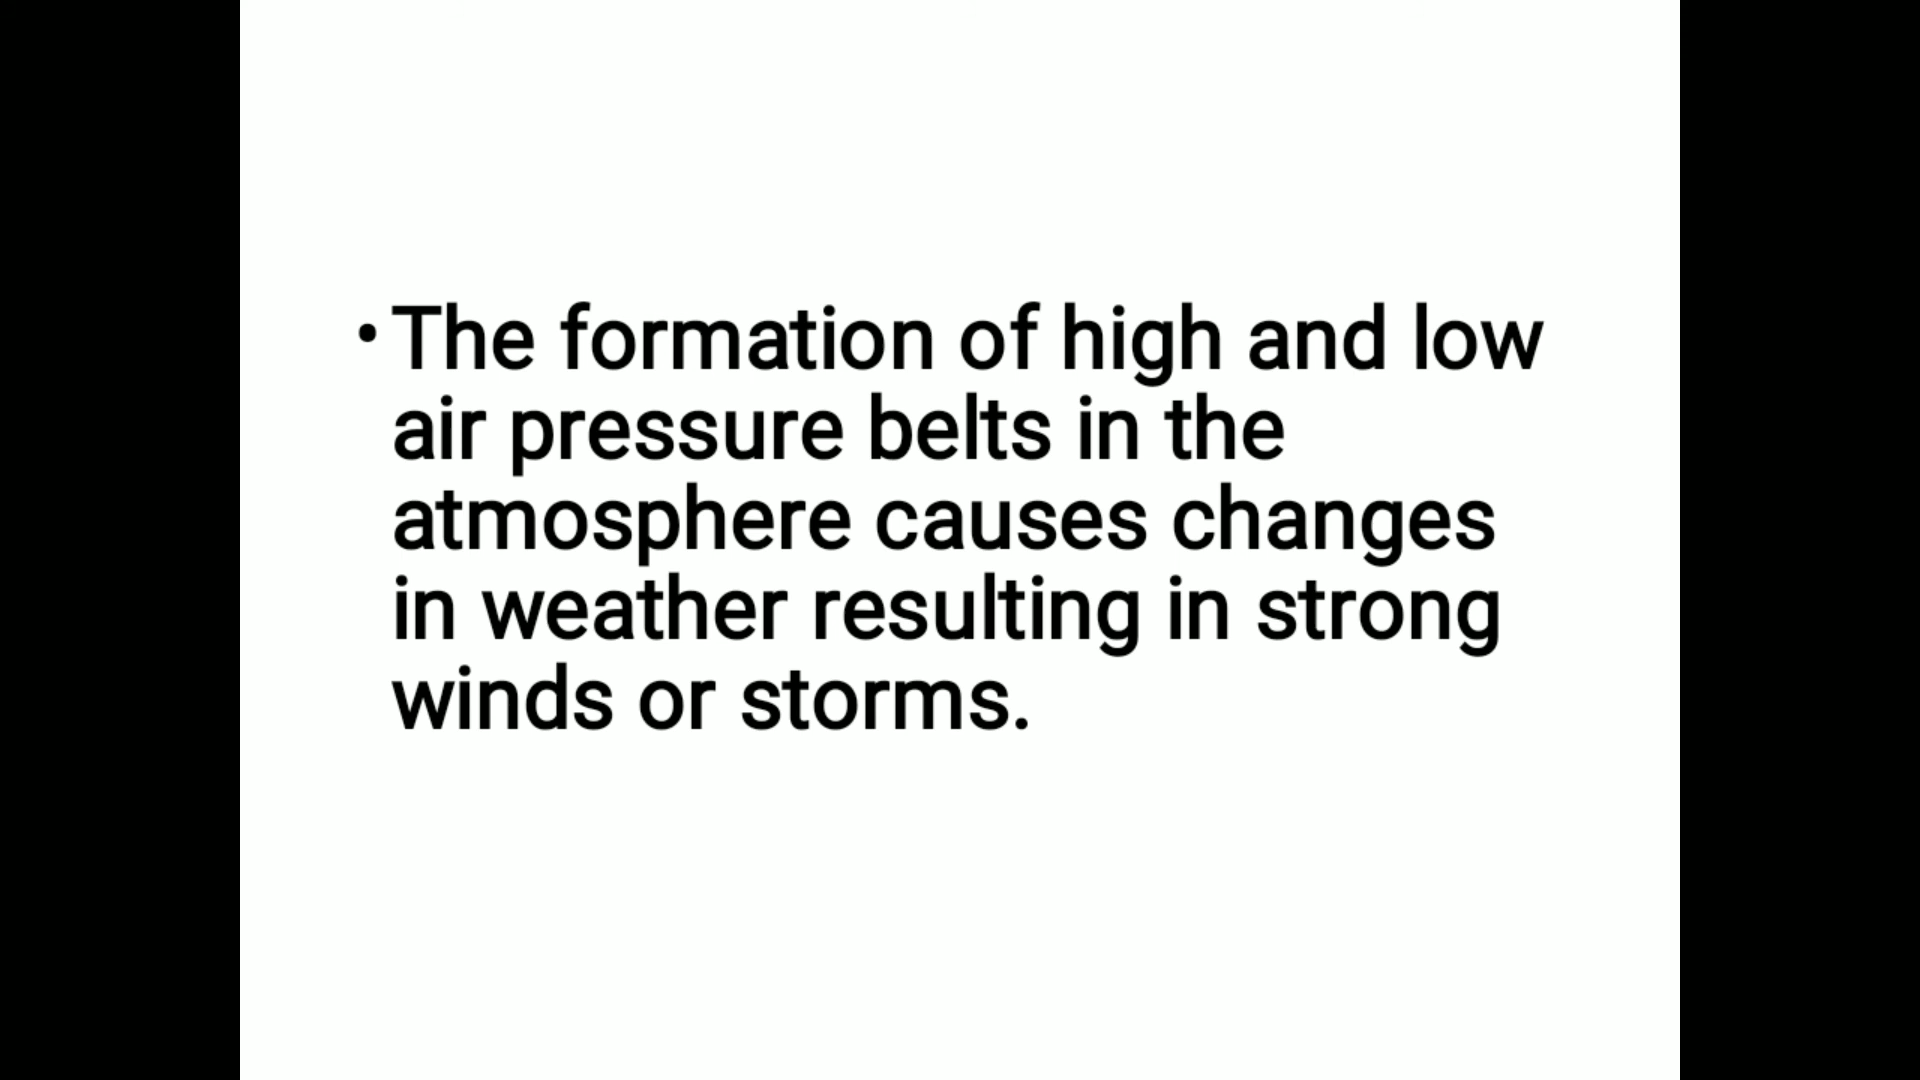 •The formation of high and low
air pressure belts in the
atmosphere causes changes
in weather resulting in strong
winds or storms.